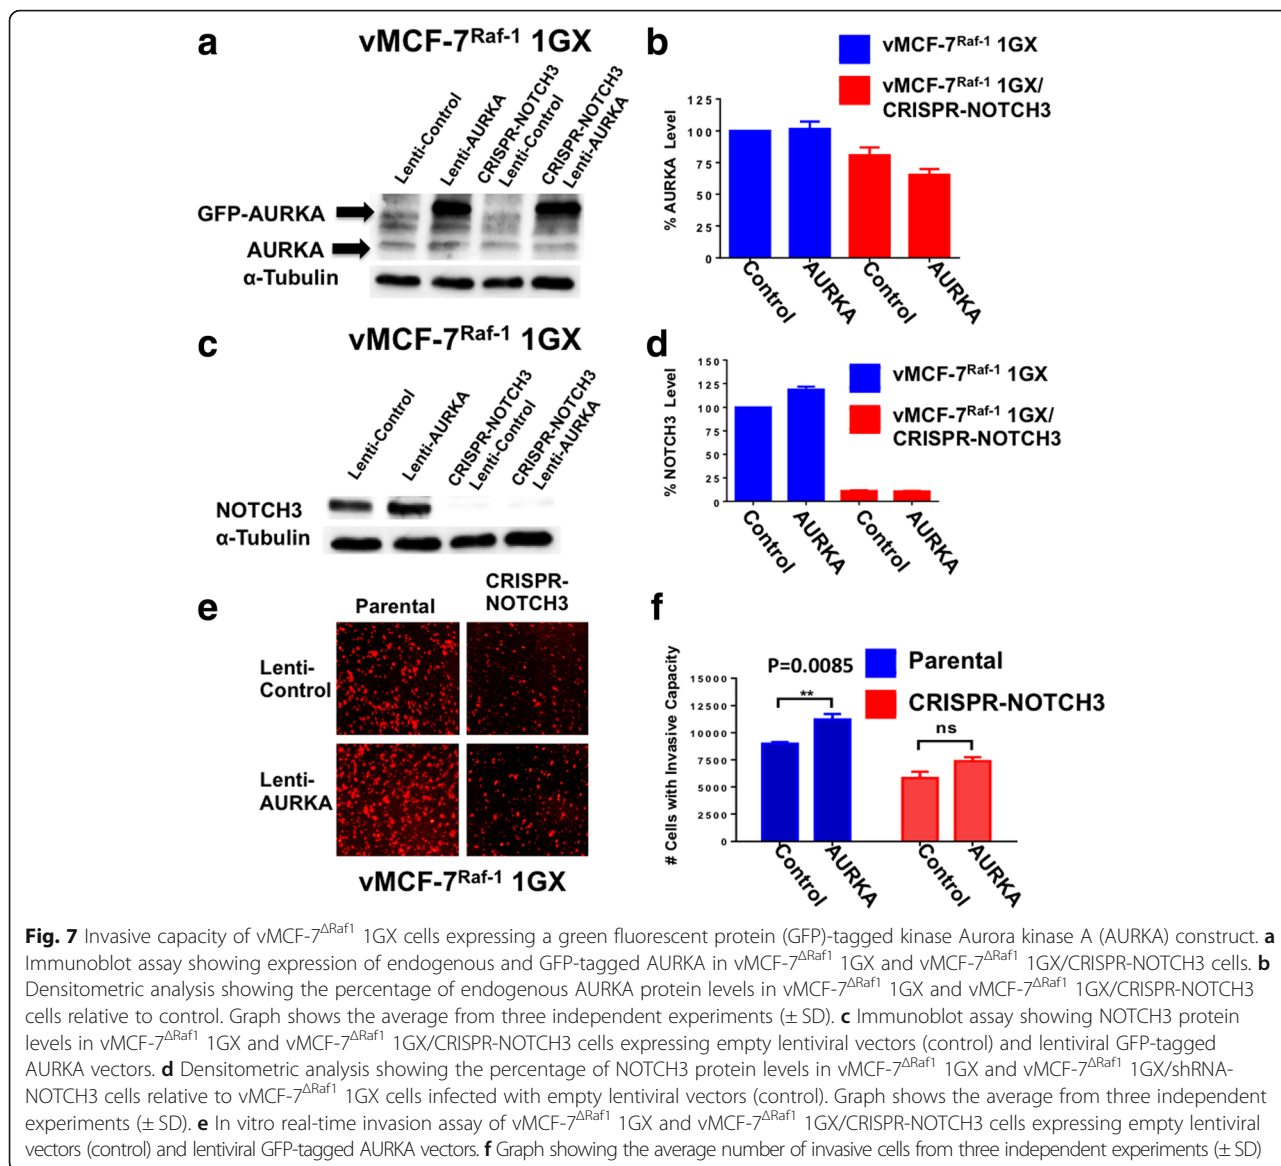 a
vMCF-7Raf-1 1GX
Lenti-Control
Lenti-AURKA
CRISPR-NOTCH3
Lenti-Control
CRISPR-NOTCH3
Lenti-AURKA
GFP-AURKA
AURKA
α-Tubulin
b
vMCF-7Raf-1 1GX
vMCF-7Raf-1 1GX/
CRISPR-NOTCH3
% AURKA Level
125
100
75
50
25
0
Control
AURKA
Control
AURKA
c
vMCF-7Raf-1 1GX
Lenti-Control
Lenti-AURKA
CRISPR-NOTCH3
Lenti-Control
CRISPR-NOTCH3
Lenti-AURKA
NOTCH3
α-Tubulin
d
vMCF-7Raf-1 1GX
vMCF-7Raf-1 1GX/
CRISPR-NOTCH3
% NOTCH3 Level
150
125
100
75
50
25
0
Control
AURKA
Control
AURKA
e
Parental
CRISPR-
NOTCH3
Lenti-
Control
Lenti-
AURKA
vMCF-7Raf-1 1GX
f
Parental
CRISPR-NOTCH3
P=0.0085
**
ns
# Cells with Invasive Capacity
15000
12500
10000
7500
5000
2500
0
Control
AURKA
Control
AURKA
Fig. 7 Invasive capacity of vMCF-7ΔRaf1 1GX cells expressing a green fluorescent protein (GFP)-tagged kinase Aurora kinase A (AURKA) construct. a
Immunoblot assay showing expression of endogenous and GFP-tagged AURKA in vMCF-7ΔRaf1 1GX and vMCF-7ΔRaf1 1GX/CRISPR-NOTCH3 cells. b
Densitometric analysis showing the percentage of endogenous AURKA protein levels in vMCF-7ΔRaf1 1GX and vMCF-7ΔRaf1 1GX/CRISPR-NOTCH3
cells relative to control. Graph shows the average from three independent experiments (± SD). c Immunoblot assay showing NOTCH3 protein
levels in vMCF-7ΔRaf1 1GX and vMCF-7ΔRaf1 1GX/CRISPR-NOTCH3 cells expressing empty lentiviral vectors (control) and lentiviral GFP-tagged
AURKA vectors. d Densitometric analysis showing the percentage of NOTCH3 protein levels in vMCF-7ΔRaf1 1GX and vMCF-7ΔRaf1 1GX/shRNA-
NOTCH3 cells relative to vMCF-7ΔRaf1 1GX cells infected with empty lentiviral vectors (control). Graph shows the average from three independent
experiments (± SD). e In vitro real-time invasion assay of vMCF-7ΔRaf1 1GX and vMCF-7ΔRaf1 1GX/CRISPR-NOTCH3 cells expressing empty lentiviral
vectors (control) and lentiviral GFP-tagged AURKA vectors. f Graph showing the average number of invasive cells from three independent experiments (± SD)